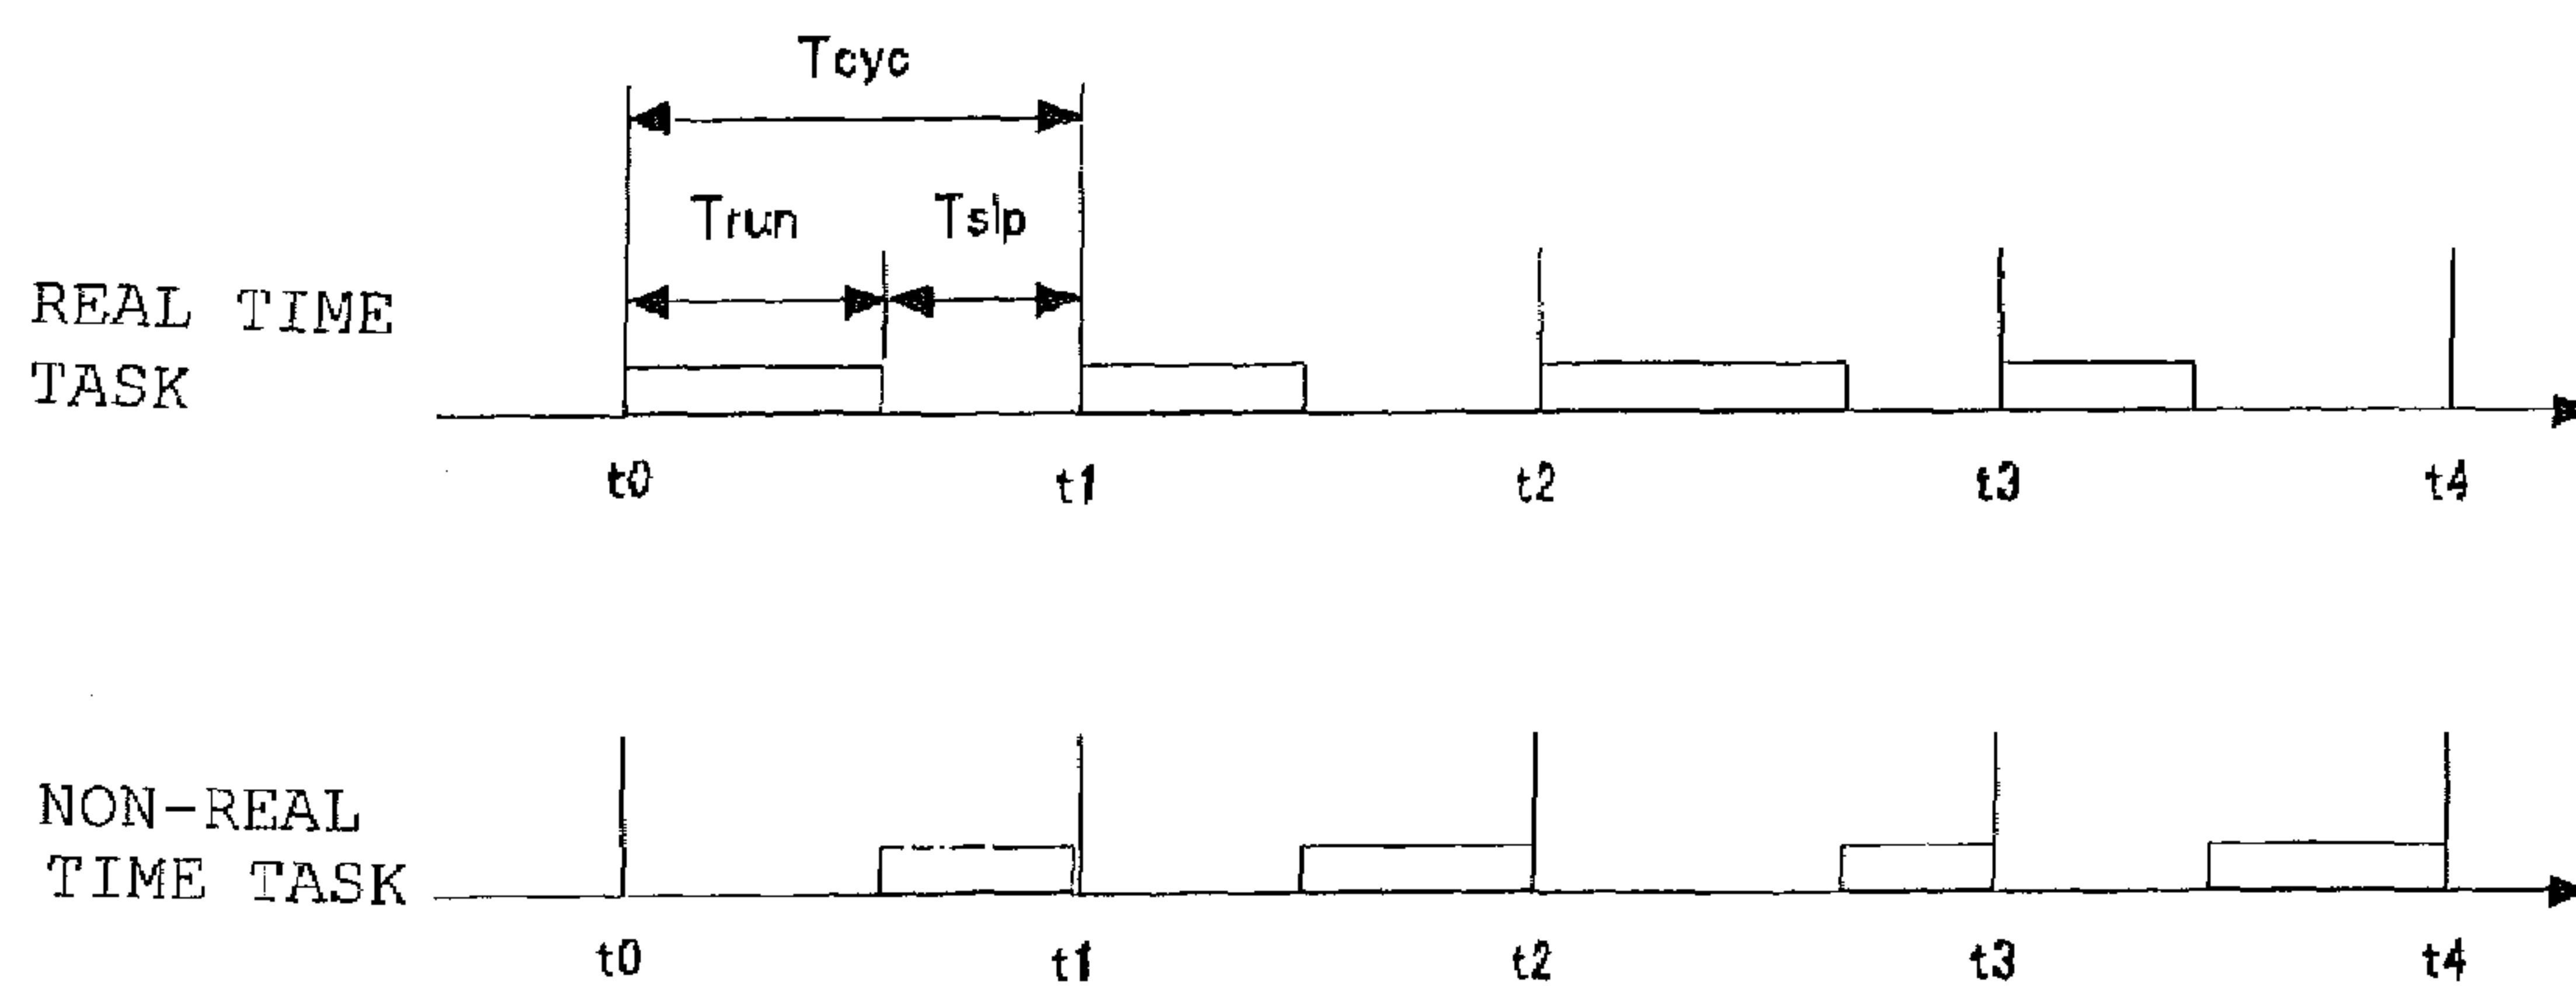 Tcyc
Trun
Tslp
REAL TIME
TASK
t0
t1
t2
t3
t4
NON-REAL
TIME TASK
t0
t1
t2
t3
t4